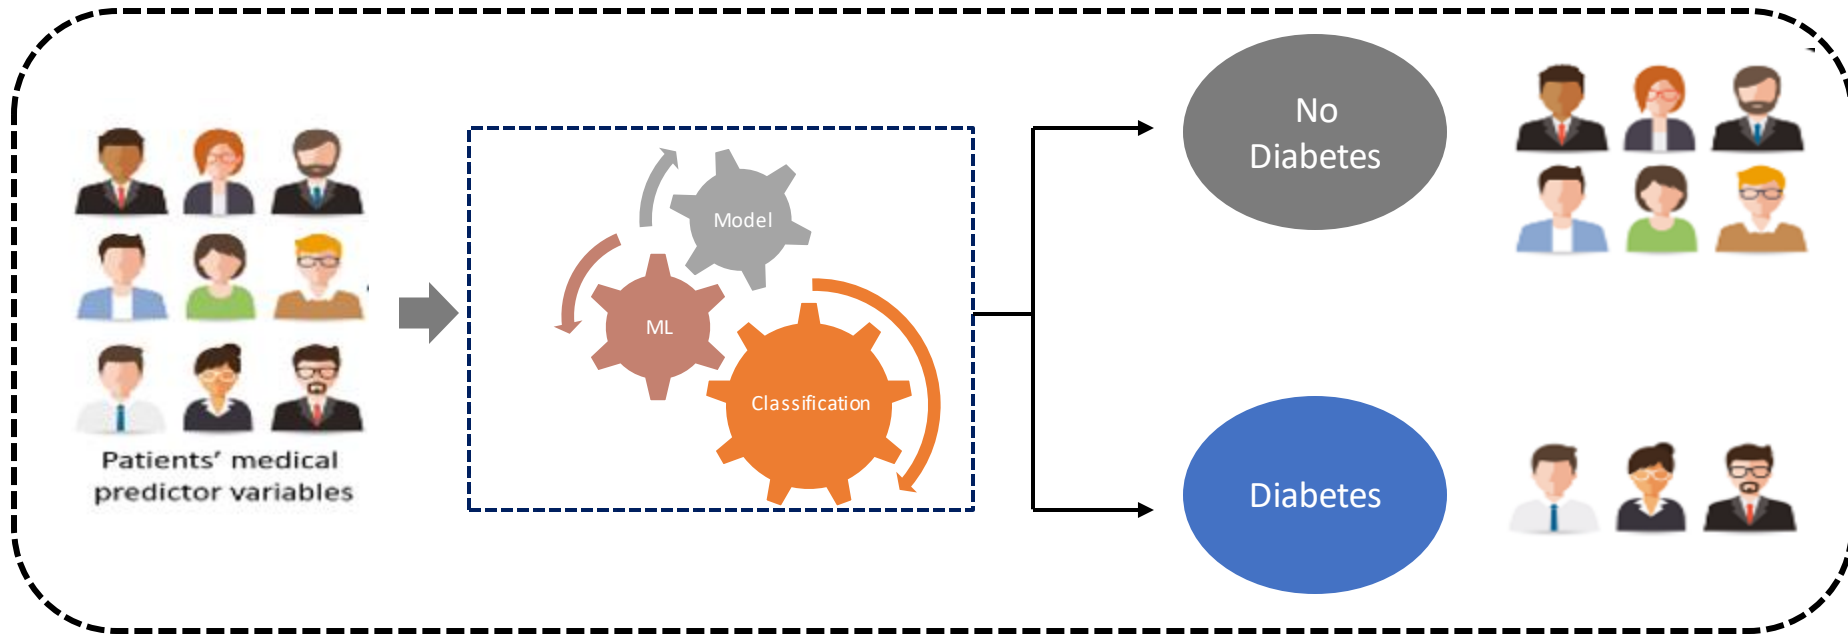 Patients’ medical
predictor variables
Model
ML
Classification
No
Diabetes
Diabetes